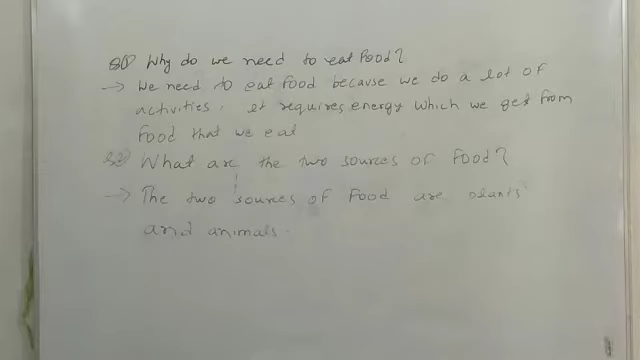 Q1) Why do we need to eat food?
→ We need to eat food because we do a lot of
activities. It requires energy which we get from
food that we eat
Q2) What are the two sources of food?
→ The two sources of food are plants
and animals.